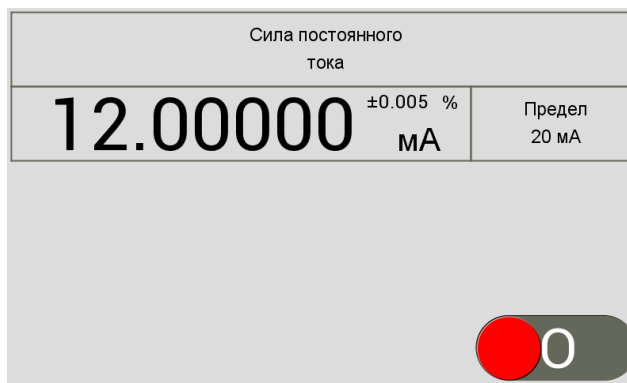 Сила постоянного
тока
12.00000 ±0.005 % мА
Предел
20 мА
O